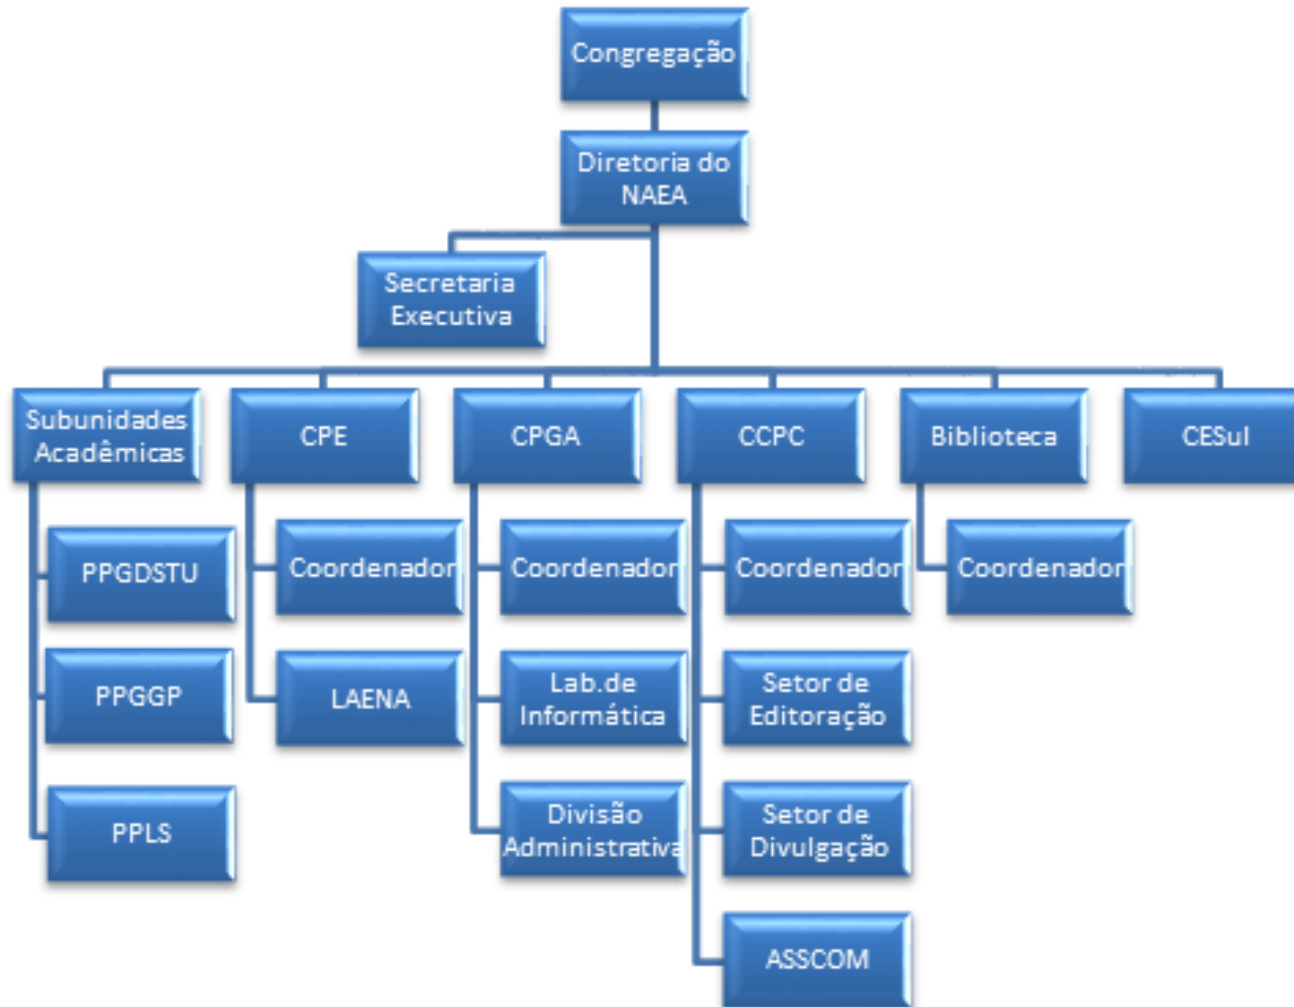 Congregação
Diretoria do
NAEA
Secretaria
Executiva
Subunidades
Acadêmicas
CPE
CPGA
CCPC
Biblioteca
CESul
PPGDSTU
Coordenador
Coordenador
Coordenador
Coordenador
PPGGP
LAENA
Lab.de
Informática
Setor de
Editoração
PPLS
Divisão
Administrativa
Setor de
Divulgação
ASSCOM